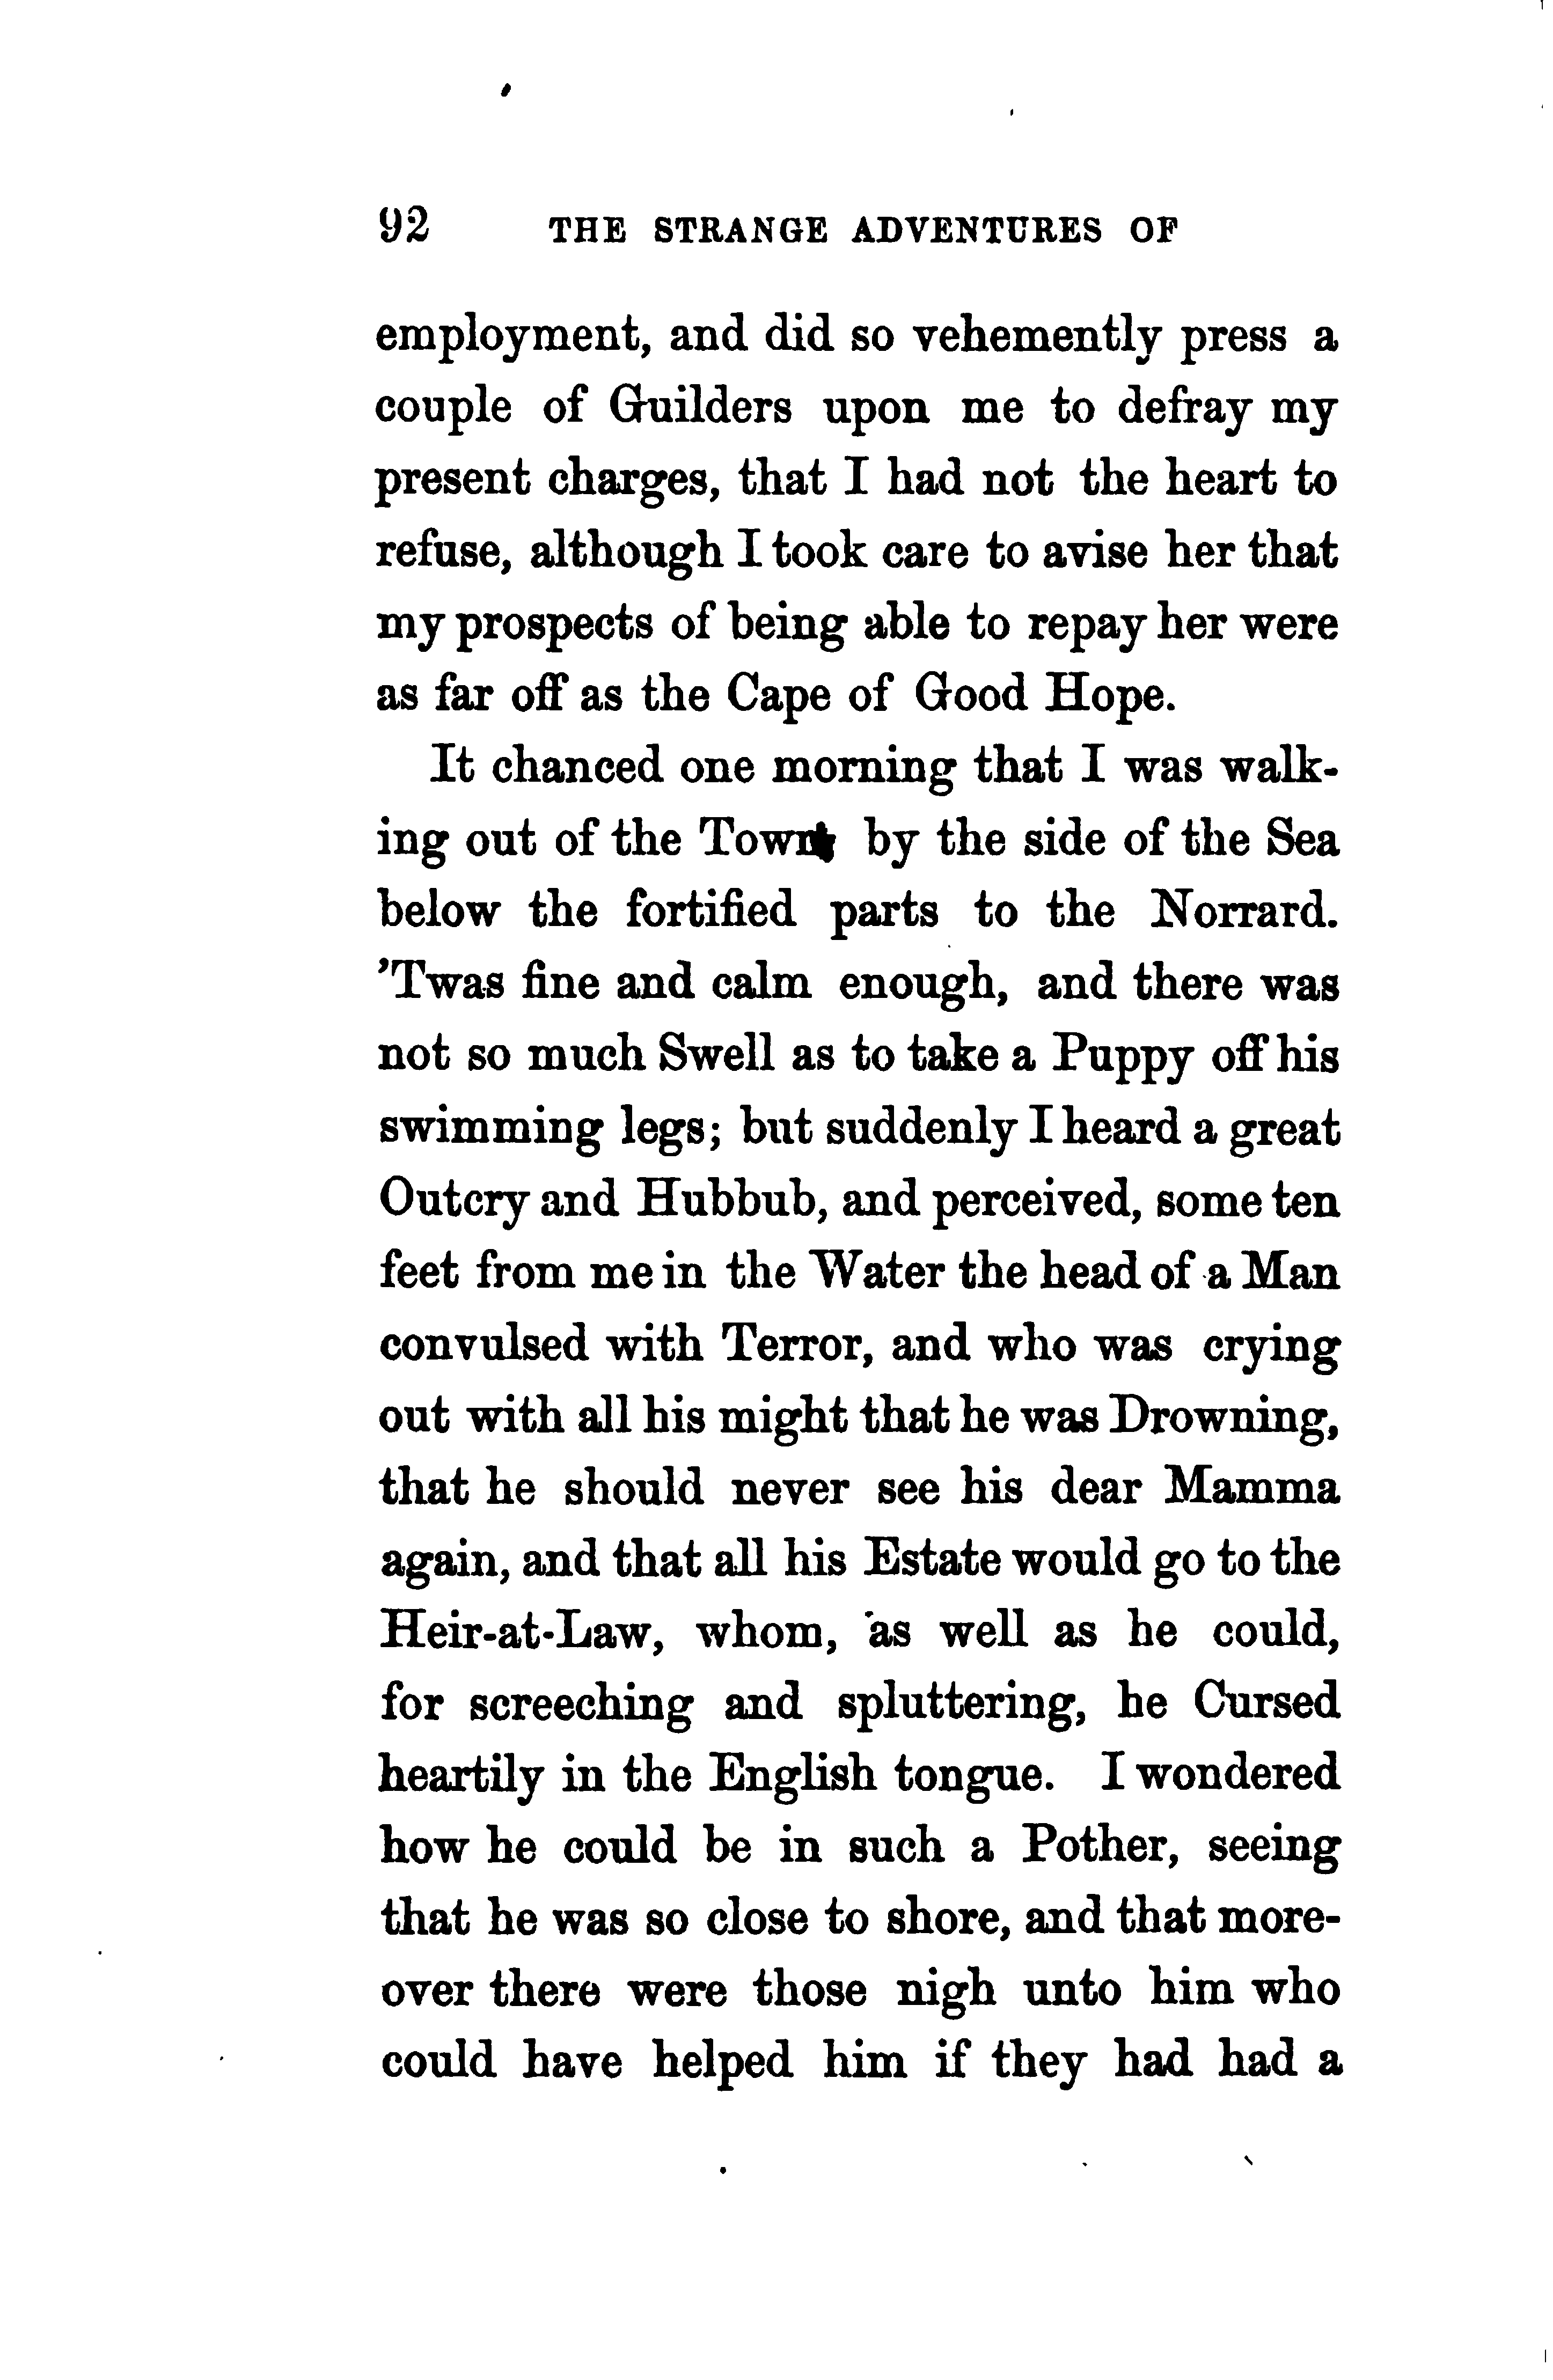 92 THE STRANGE ADVENTURES OF
employment, and did so vehemently press a
couple of Guilders upon me to defray my
present charges, that I had not the heart to
refuse, although I took care to avise her that
my prospects of being able to repay her were
as far off as the Cape of Good Hope.
It chanced one morning that I was walk-
ing out of the Town by the side of the Sea
below the fortified parts to the Norrard.
’Twas fine and calm enough, and there was
not so much Swell as to take a Puppy off his
swimming legs; but suddenly I heard a great
Outcry and Hubbub, and perceived, some ten
feet from me in the Water the head of a Man
convulsed with Terror, and who was crying
out with all his might that he was Drowning,
that he should never see his dear Mamma
again, and that all his Estate would go to the
Heir-at-Law, whom, as well as he could,
for screeching and spluttering, he Cursed
heartily in the English tongue. I wondered
how he could be in such a Pother, seeing
that he was so close to shore, and that more-
over there were those nigh unto him who
could have helped him if they had had a